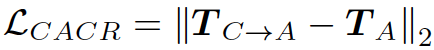 𝓛_{CACR} = ‖𝑻_{C→A} − 𝑻_A‖_2